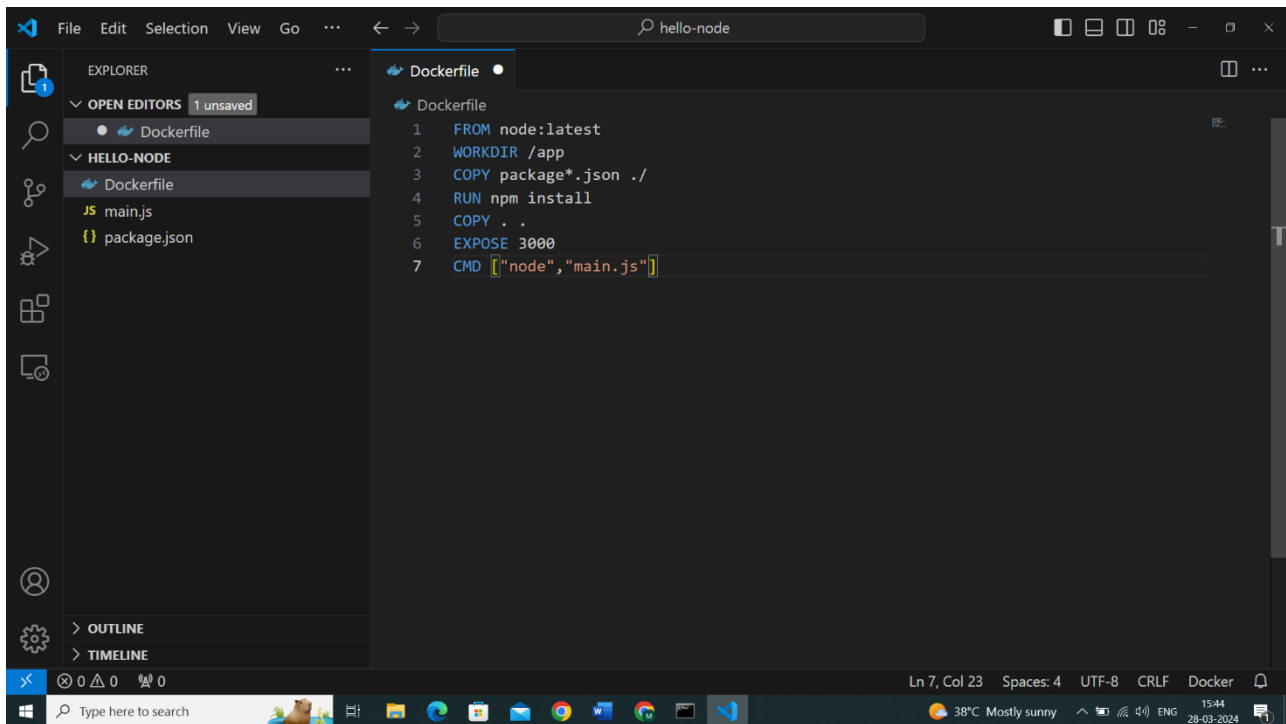 File Edit Selection View Go ··· hello-node
EXPLORER ···
OPEN EDITORS 1 unsaved
Dockerfile
HELLO-NODE
Dockerfile
JS main.js
{} package.json
OUTLINE
TIMELINE
Dockerfile
Dockerfile
1 FROM node:latest
2 WORKDIR /app
3 COPY package*.json ./
4 RUN npm install
5 COPY . .
6 EXPOSE 3000
7 CMD ["node","main.js"]
1
0 0 0 Ln 7, Col 23 Spaces: 4 UTF-8 CRLF Docker
Type here to search 38°C Mostly sunny ENG 15:44
28-03-2024